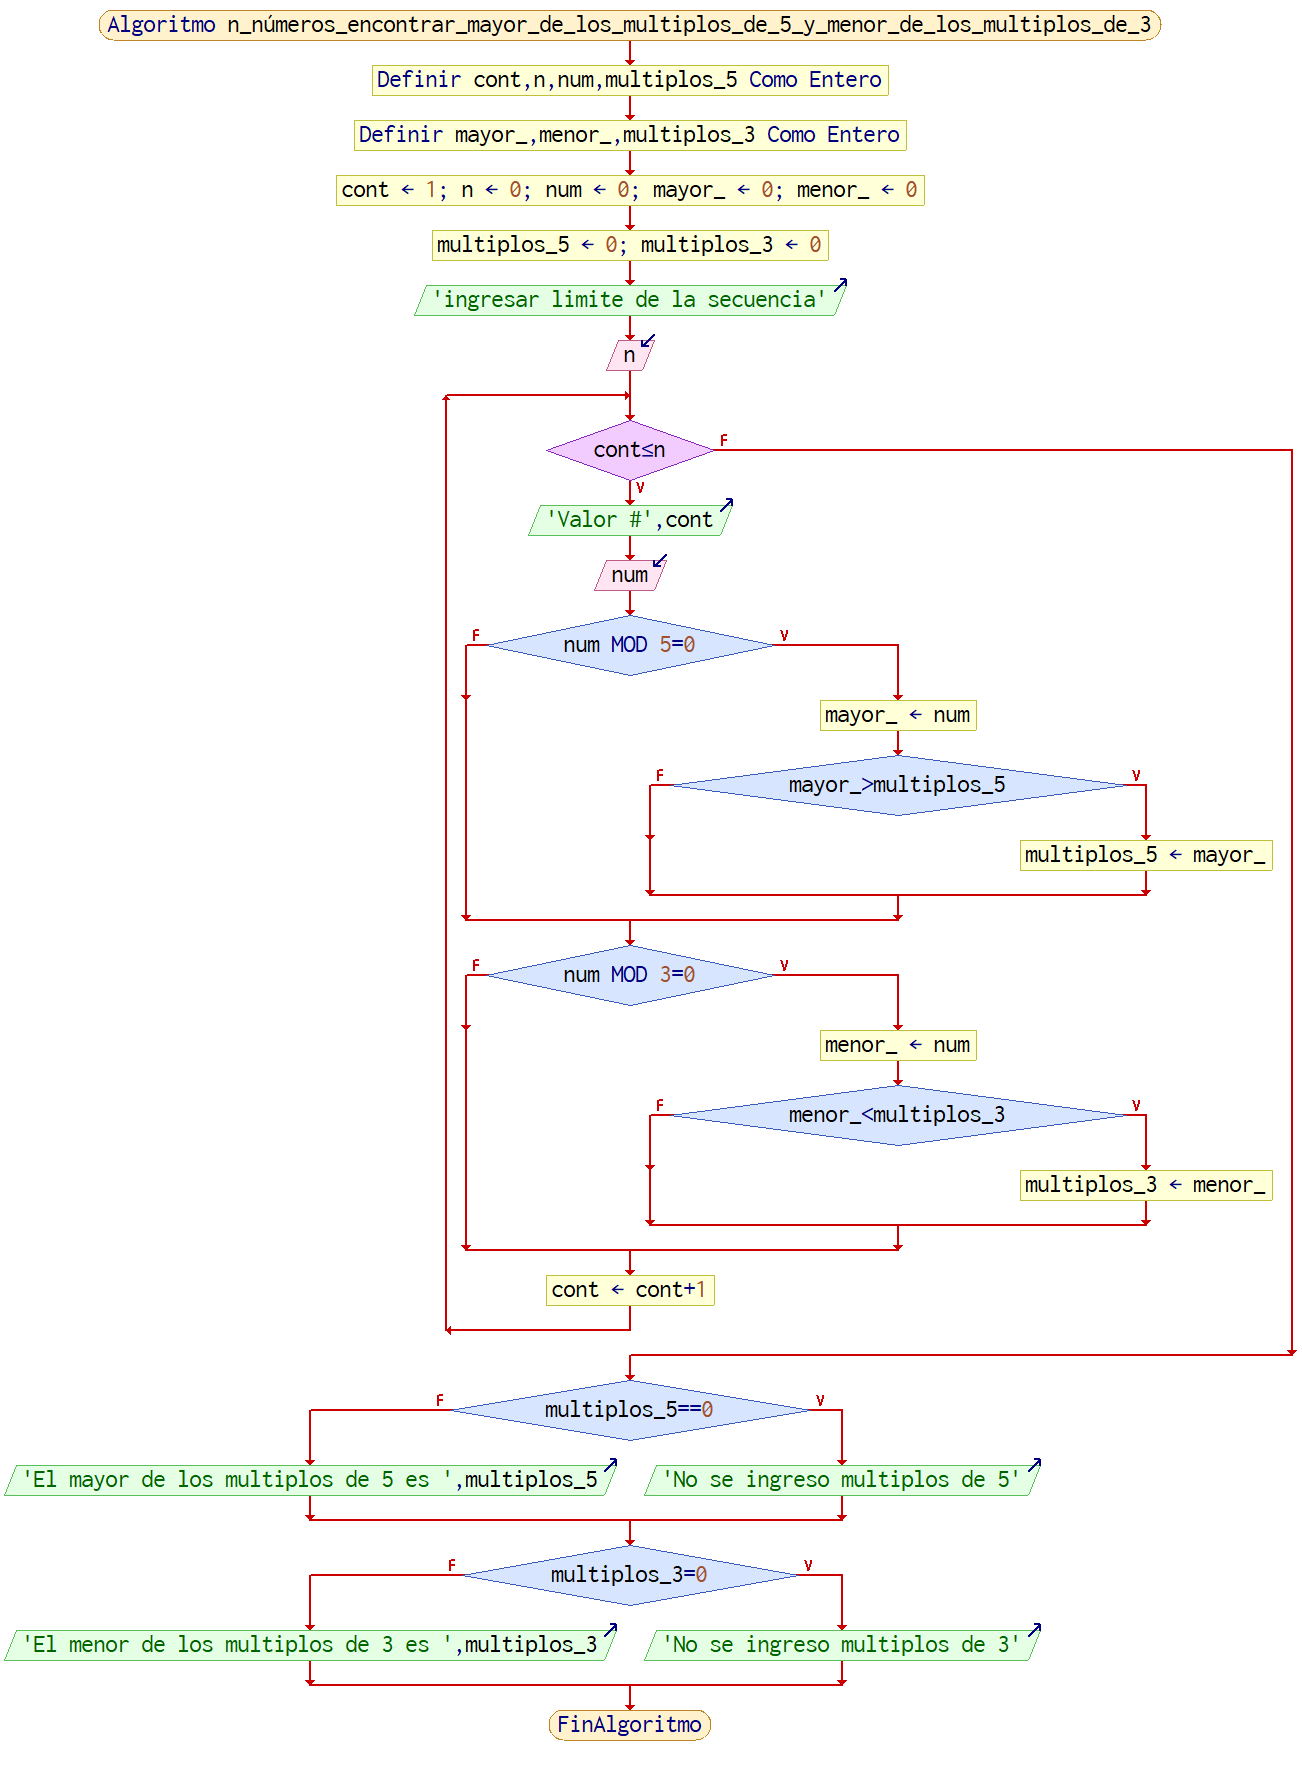 Algoritmo n_números_encontrar_mayor_de_los_multiplos_de_5_y_menor_de_los_multiplos_de_3
Definir cont,n,num,multiplos_5 Como Entero
Definir mayor_,menor_,multiplos_3 Como Entero
cont ← 1; n ← 0; num ← 0; mayor_ ← 0; menor_ ← 0
multiplos_5 ← 0; multiplos_3 ← 0
'ingresar limite de la secuencia'
n
cont≤n
F
V
'Valor #',cont
num
F
num MOD 5=0
V
mayor_ ← num
F
mayor_>multiplos_5
V
multiplos_5 ← mayor_
F
num MOD 3=0
V
menor_ ← num
F
menor_<multiplos_3
V
multiplos_3 ← menor_
cont ← cont+1
F
multiplos_5==0
V
'El mayor de los multiplos de 5 es ',multiplos_5
'No se ingreso multiplos de 5'
F
multiplos_3=0
V
'El menor de los multiplos de 3 es ',multiplos_3
'No se ingreso multiplos de 3'
FinAlgoritmo